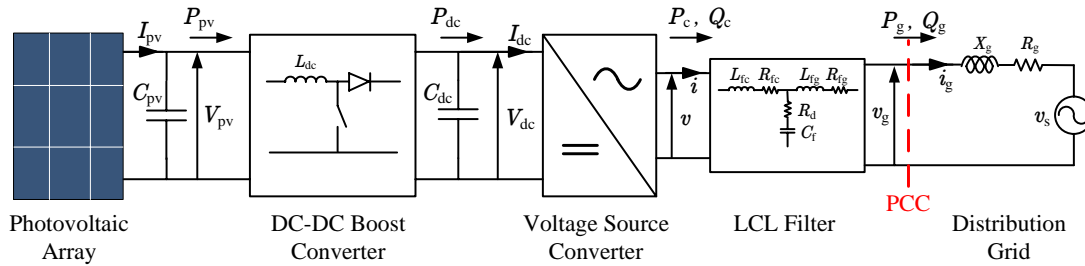 P_pv
P_dc
P_c, Q_c
P_g, Q_g
I_pv
I_dc
X_g
R_g
L_dc
L_fc R_fc L_fg R_fg
i
i_g
C_pv
V_pv
C_dc
V_dc
v
R_d
C_f
v_g
v_s
PCC
Photovoltaic
Array
DC-DC Boost
Converter
Voltage Source
Converter
LCL Filter
Distribution
Grid